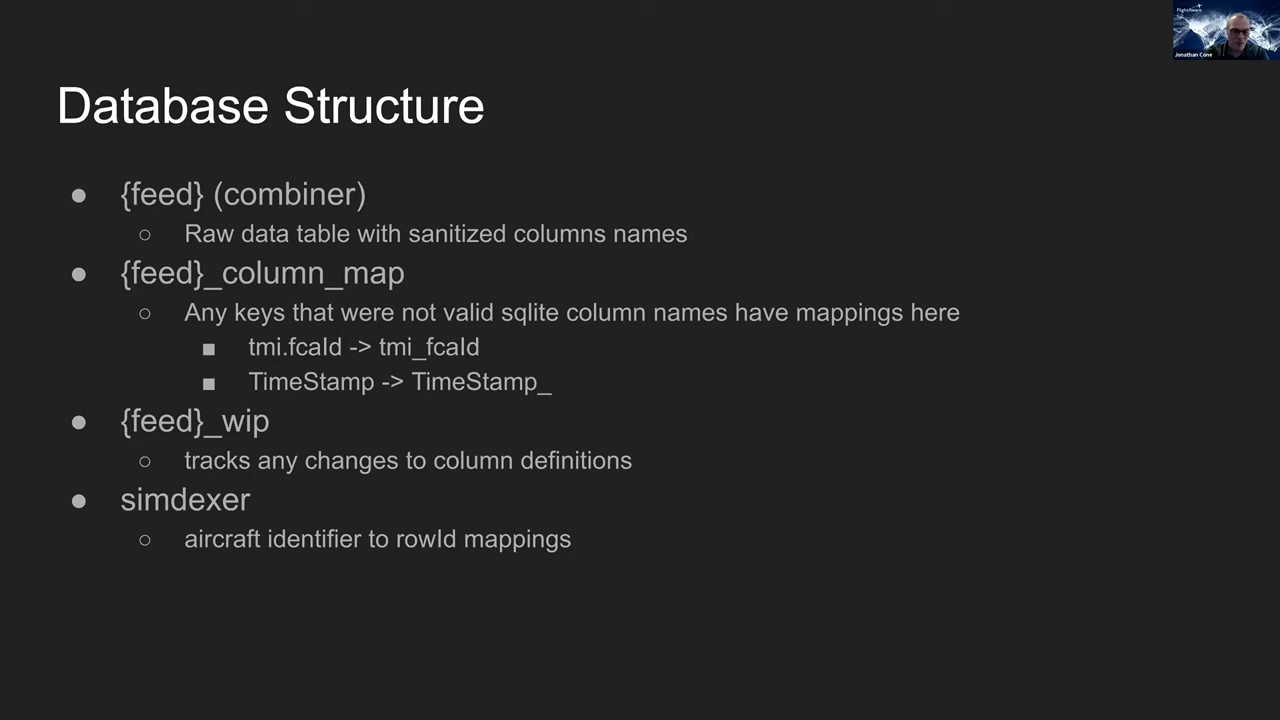 FlightAware
Jonathan Cone
Database Structure
● {feed} (combiner)
○ Raw data table with sanitized columns names
● {feed}_column_map
○ Any keys that were not valid sqlite column names have mappings here
■ tmi.fcaId -> tmi_fcaId
■ TimeStamp -> TimeStamp_
● {feed}_wip
○ tracks any changes to column definitions
● simdexer
○ aircraft identifier to rowId mappings